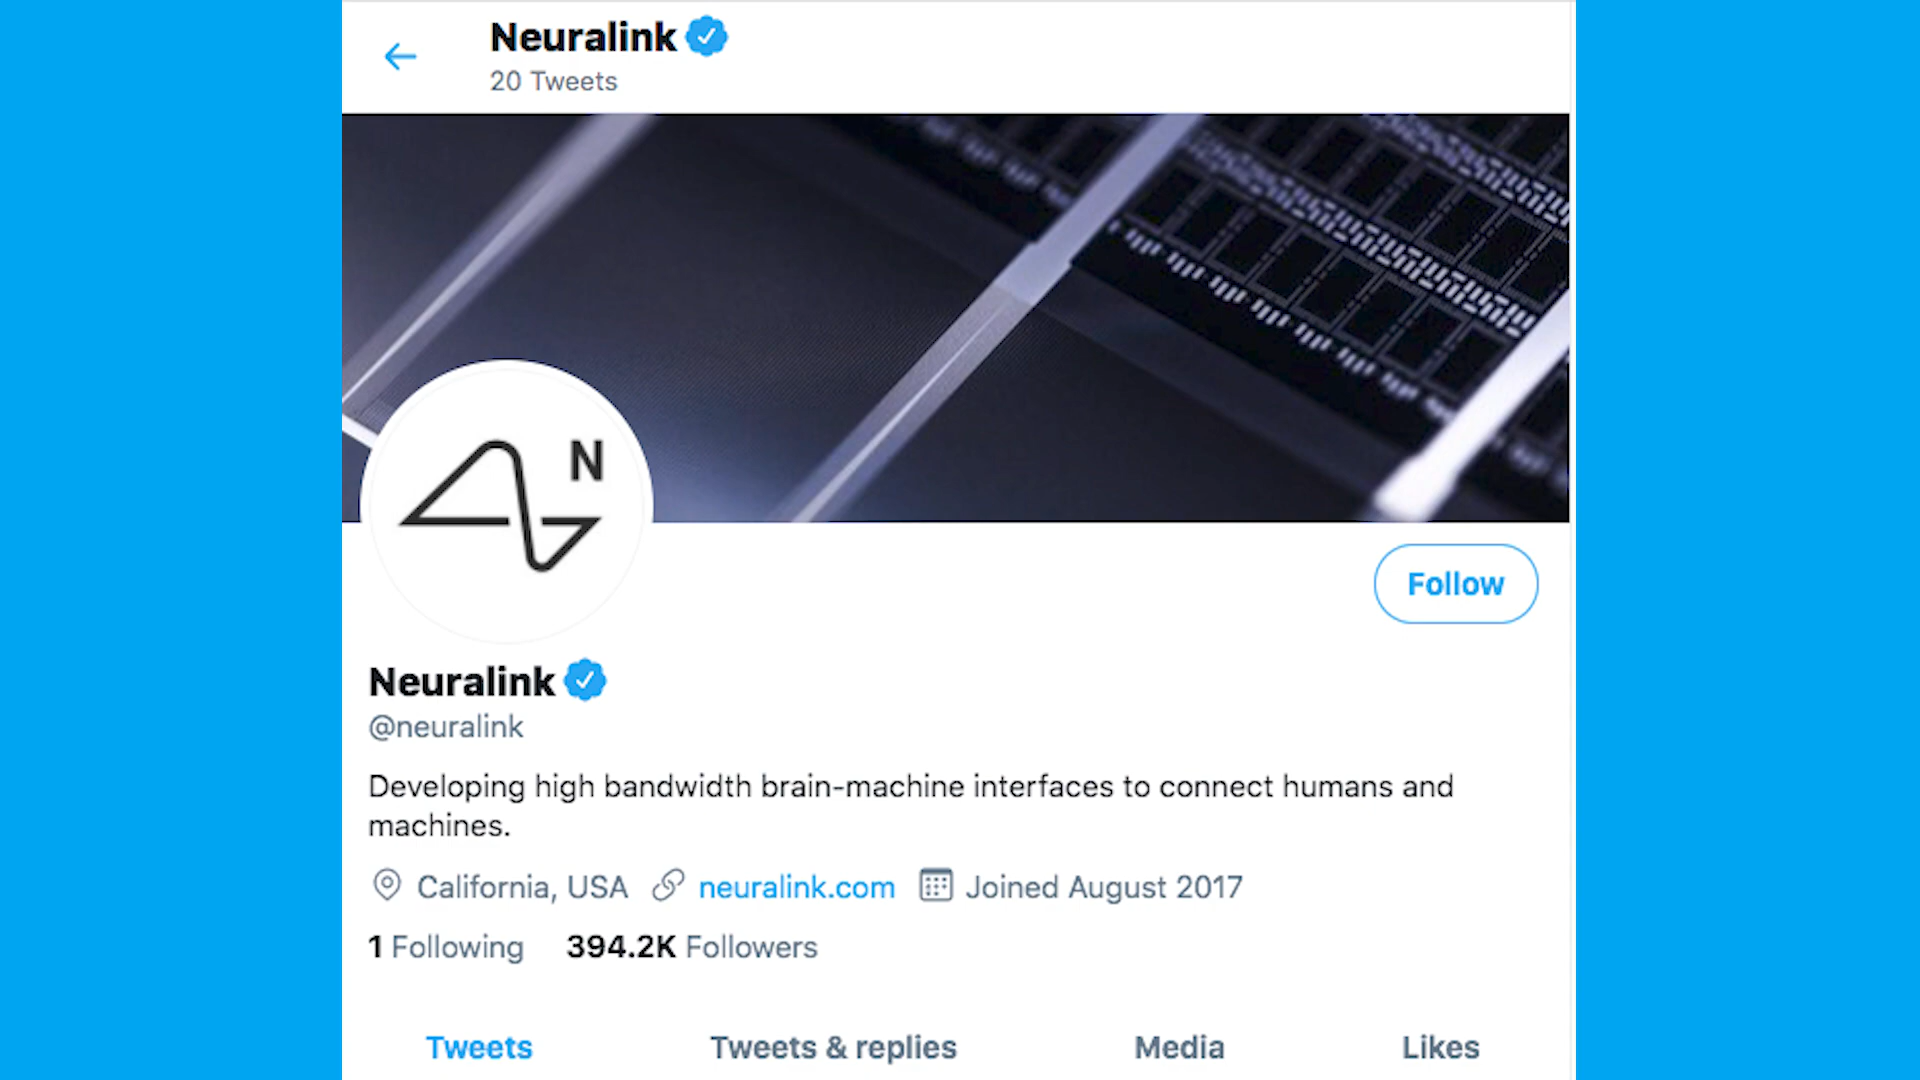 Neuralink
20 Tweets
N
Follow
Neuralink
@neuralink
Developing high bandwidth brain-machine interfaces to connect humans and
machines.
California, USA neuralink.com Joined August 2017
1 Following 394.2K Followers
Tweets Tweets & replies Media Likes